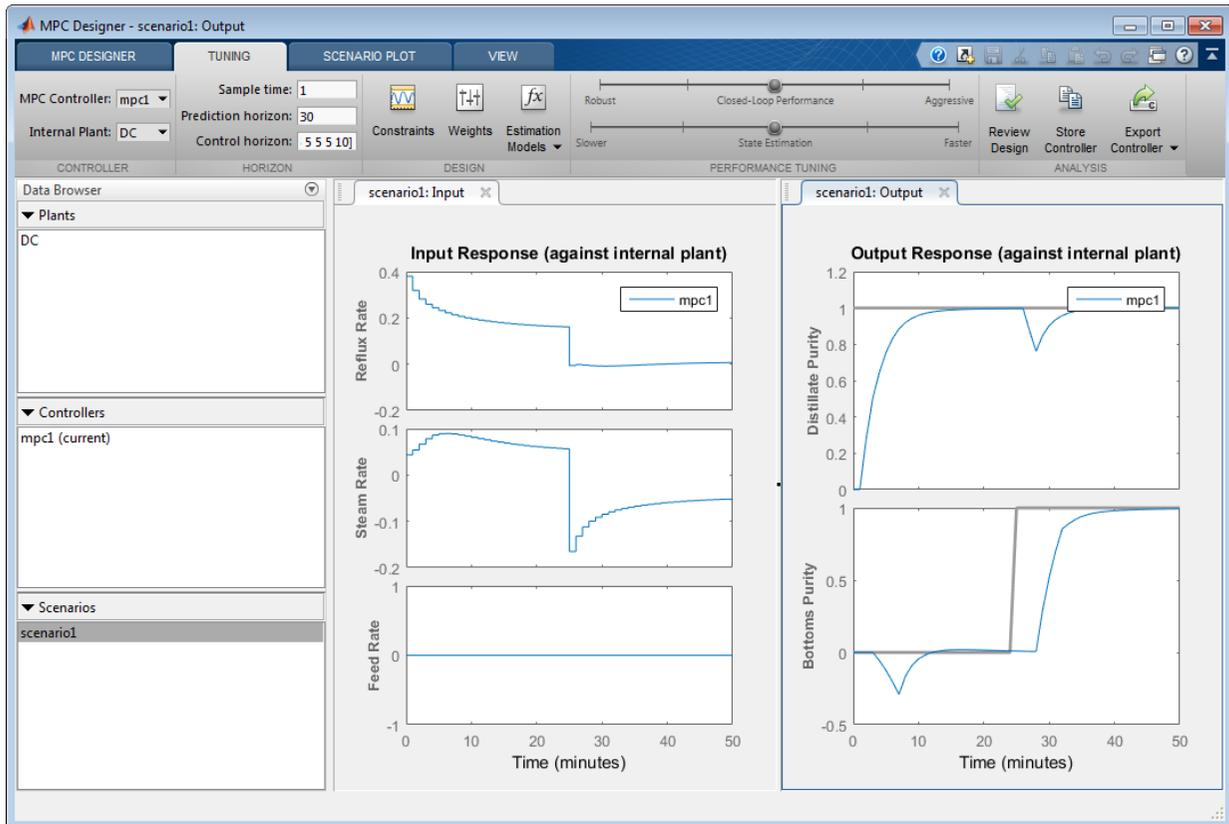 MPC Designer - scenario1: Output
MPC DESIGNER
TUNING
SCENARIO PLOT
VIEW
MPC Controller: mpc1
Internal Plant: DC
CONTROLLER
Sample time: 1
Prediction horizon: 30
Control horizon: 5 5 5 10]
HORIZON
Constraints
Weights
Estimation
Models
DESIGN
Robust
Closed-Loop Performance
Aggressive
Slower
State Estimation
Faster
PERFORMANCE TUNING
Review
Design
Store
Controller
Export
Controller
ANALYSIS
Data Browser
Plants
DC
Controllers
mpc1 (current)
Scenarios
scenario1
scenario1: Input
Input Response (against internal plant)
mpc1
Reflux Rate
0.4
0.2
0
-0.2
Steam Rate
0.1
0
-0.1
-0.2
Feed Rate
1
0
-1
0 10 20 30 40 50
Time (minutes)
scenario1: Output
Output Response (against internal plant)
mpc1
Distillate Purity
1.2
1
0.8
0.6
0.4
0.2
0
Bottoms Purity
1
0.5
0
-0.5
0 10 20 30 40 50
Time (minutes)